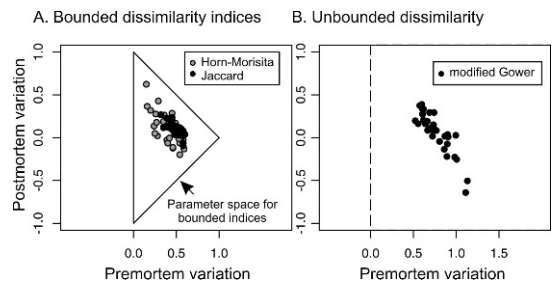 A. Bounded dissimilarity indices
B. Unbounded dissimilarity
Horn-Morisita
Jaccard
modified Gower
Parameter space for
bounded indices
Postmortem variation
1.0
0.5
0.0
-0.5
-1.0
1.0
0.5
0.0
-0.5
-1.0
0.0 0.5 1.0
0.0 0.5 1.0 1.5
Premortem variation
Premortem variation